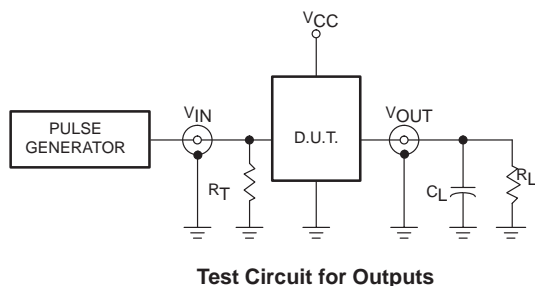 VCC
PULSE
GENERATOR
VIN
D.U.T.
VOUT
RT
CL
RL
Test Circuit for Outputs